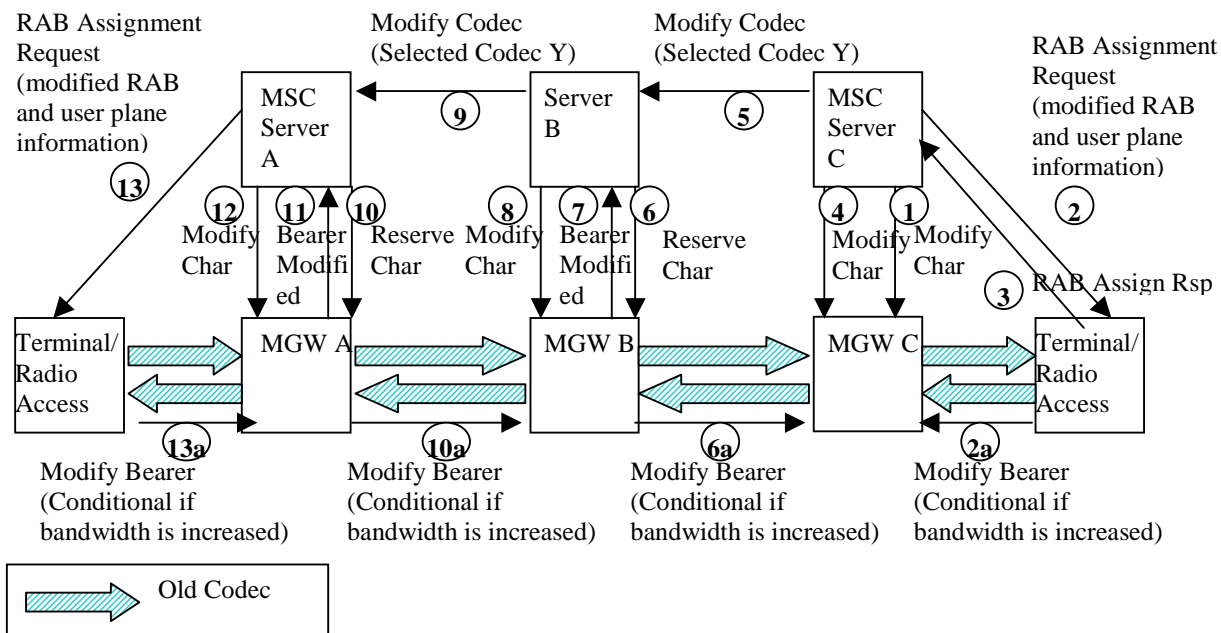 RAB Assignment
Request
(modified RAB
and user plane
information)
Modify Codec
(Selected Codec Y)
Modify Codec
(Selected Codec Y)
RAB Assignment
Request
(modified RAB
and user plane
information)
MSC
Server
A
9
Server
B
5
MSC
Server
C
13
12
11
10
8
7
6
4
1
2
Modify
Char
Bearer
Modifi
ed
Reserve
Char
Modify
Char
Bearer
Modifi
ed
Reserve
Char
Modify
Char
Modify
Char
3
RAB Assign Rsp
Terminal/
Radio
Access
MGW A
MGW B
MGW C
Terminal/
Radio
Access
13a
10a
6a
2a
Modify Bearer
(Conditional if
bandwidth is increased)
Modify Bearer
(Conditional if
bandwidth is increased)
Modify Bearer
(Conditional if
bandwidth is increased)
Modify Bearer
(Conditional if
bandwidth is increased)
Old Codec